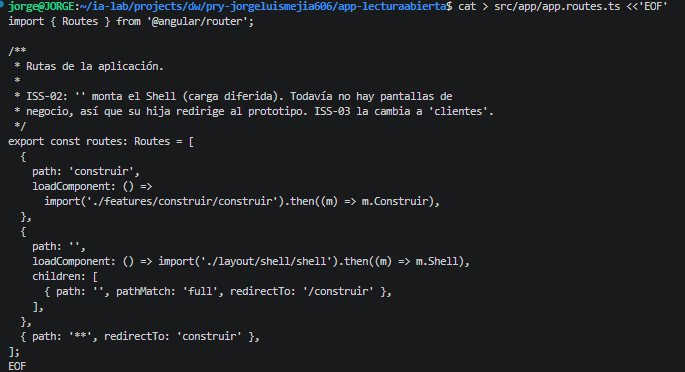 jorge@JORGE:~/ia-lab/projects/dw/pry-jorgeluismejia606/app-lecturaabierta$ cat > src/app/app.routes.ts <<'EOF'
import { Routes } from '@angular/router';

/**
 * Rutas de la aplicación.
 *
 * ISS-02: '' monta el Shell (carga diferida). Todavía no hay pantallas de
 * negocio, así que su hija redirige al prototipo. ISS-03 la cambia a 'clientes'.
 */
export const routes: Routes = [
  {
    path: 'construir',
    loadComponent: () =>
      import('./features/construir/construir').then((m) => m.Construir),
  },
  {
    path: '',
    loadComponent: () => import('./layout/shell/shell').then((m) => m.Shell),
    children: [
      { path: '', pathMatch: 'full', redirectTo: '/construir' },
    ],
  },
  { path: '**', redirectTo: 'construir' },
];
EOF